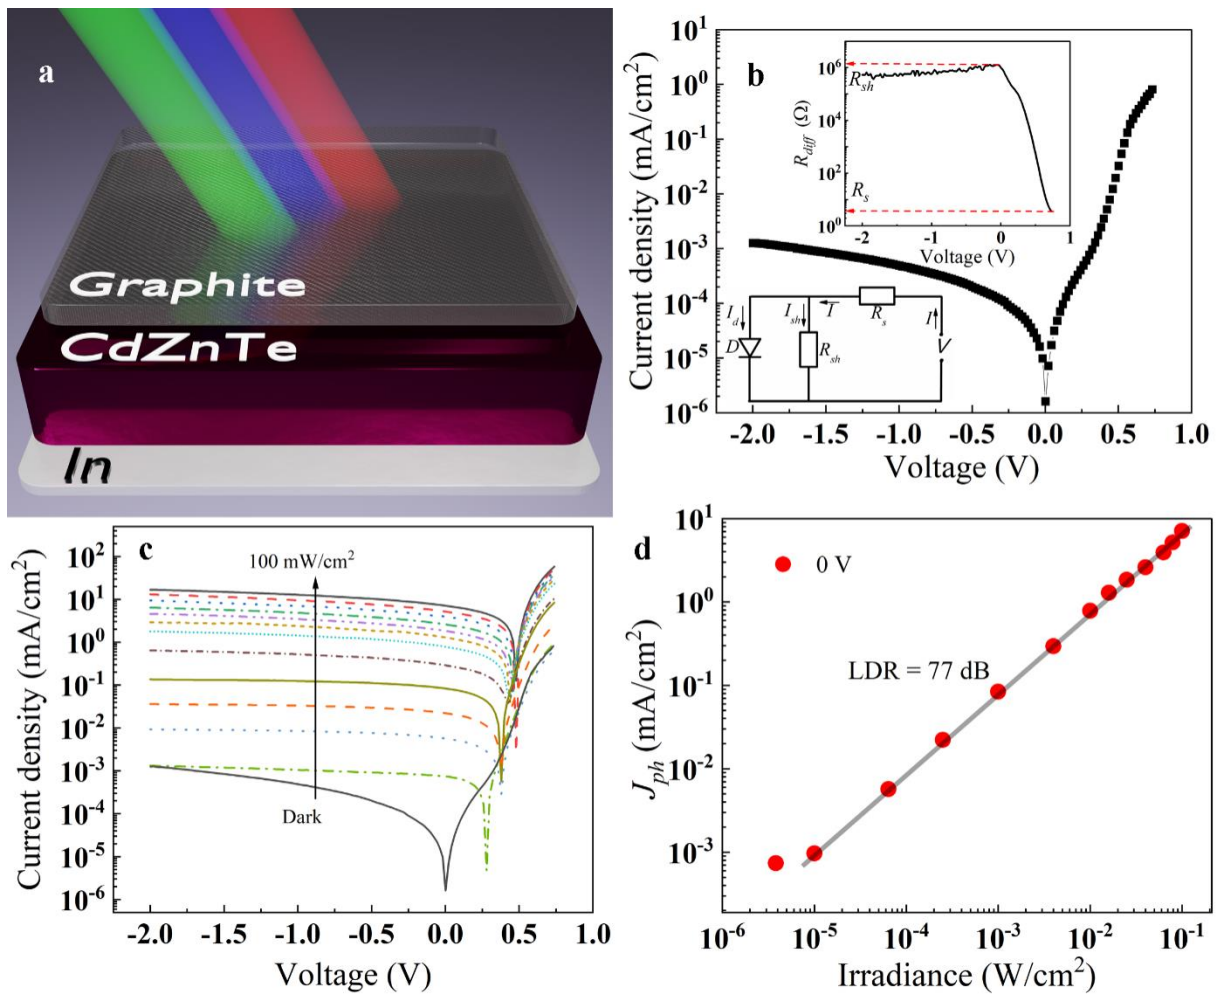 a
Graphite
CdZnTe
In
b
Current density (mA/cm²)
10¹
10⁰
10⁻¹
10⁻²
10⁻³
10⁻⁴
10⁻⁵
10⁻⁶
-2.0 -1.5 -1.0 -0.5 0.0 0.5 1.0
Voltage (V)
R_diff (Ω)
10⁶
10⁴
10²
10⁰
R_sh
R_s
-2 -1 0 1
Voltage (V)
I_d I_sh I R_s I
D R_sh V
c
Current density (mA/cm²)
10²
10¹
10⁰
10⁻¹
10⁻²
10⁻³
10⁻⁴
10⁻⁵
10⁻⁶
100 mW/cm²
Dark
-2.0 -1.5 -1.0 -0.5 0.0 0.5 1.0
Voltage (V)
d
J_ph (mA/cm²)
10¹
10⁰
10⁻¹
10⁻²
10⁻³
0 V
LDR = 77 dB
10⁻⁶ 10⁻⁵ 10⁻⁴ 10⁻³ 10⁻² 10⁻¹
Irradiance (W/cm²)